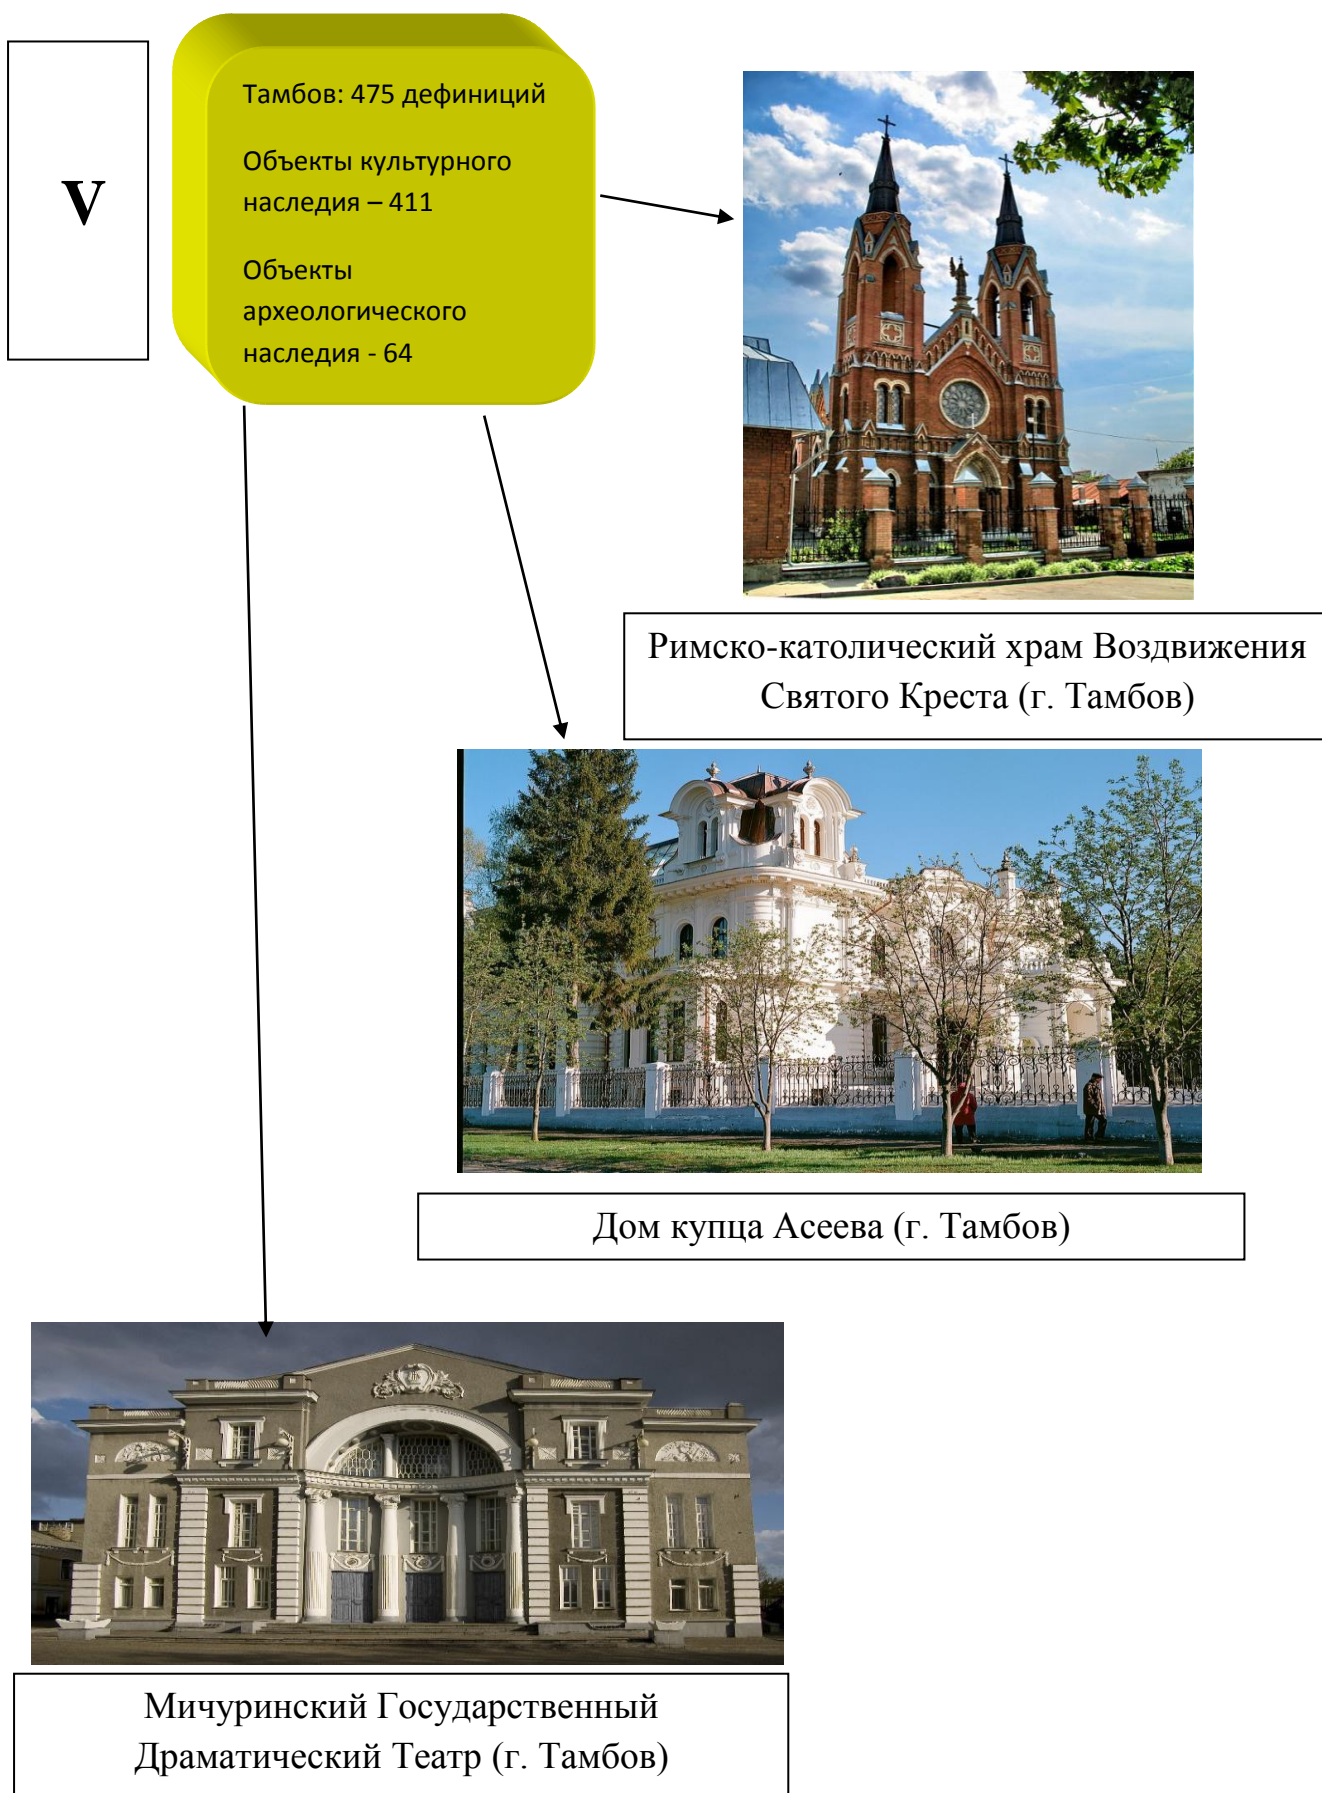 V
Тамбов: 475 дефиниций
Объекты культурного
наследия – 411
Объекты
археологического
наследия - 64
Римско-католический храм Воздвижения
Святого Креста (г. Тамбов)
Дом купца Асеева (г. Тамбов)
Мичуринский Государственный
Драматический Театр (г. Тамбов)